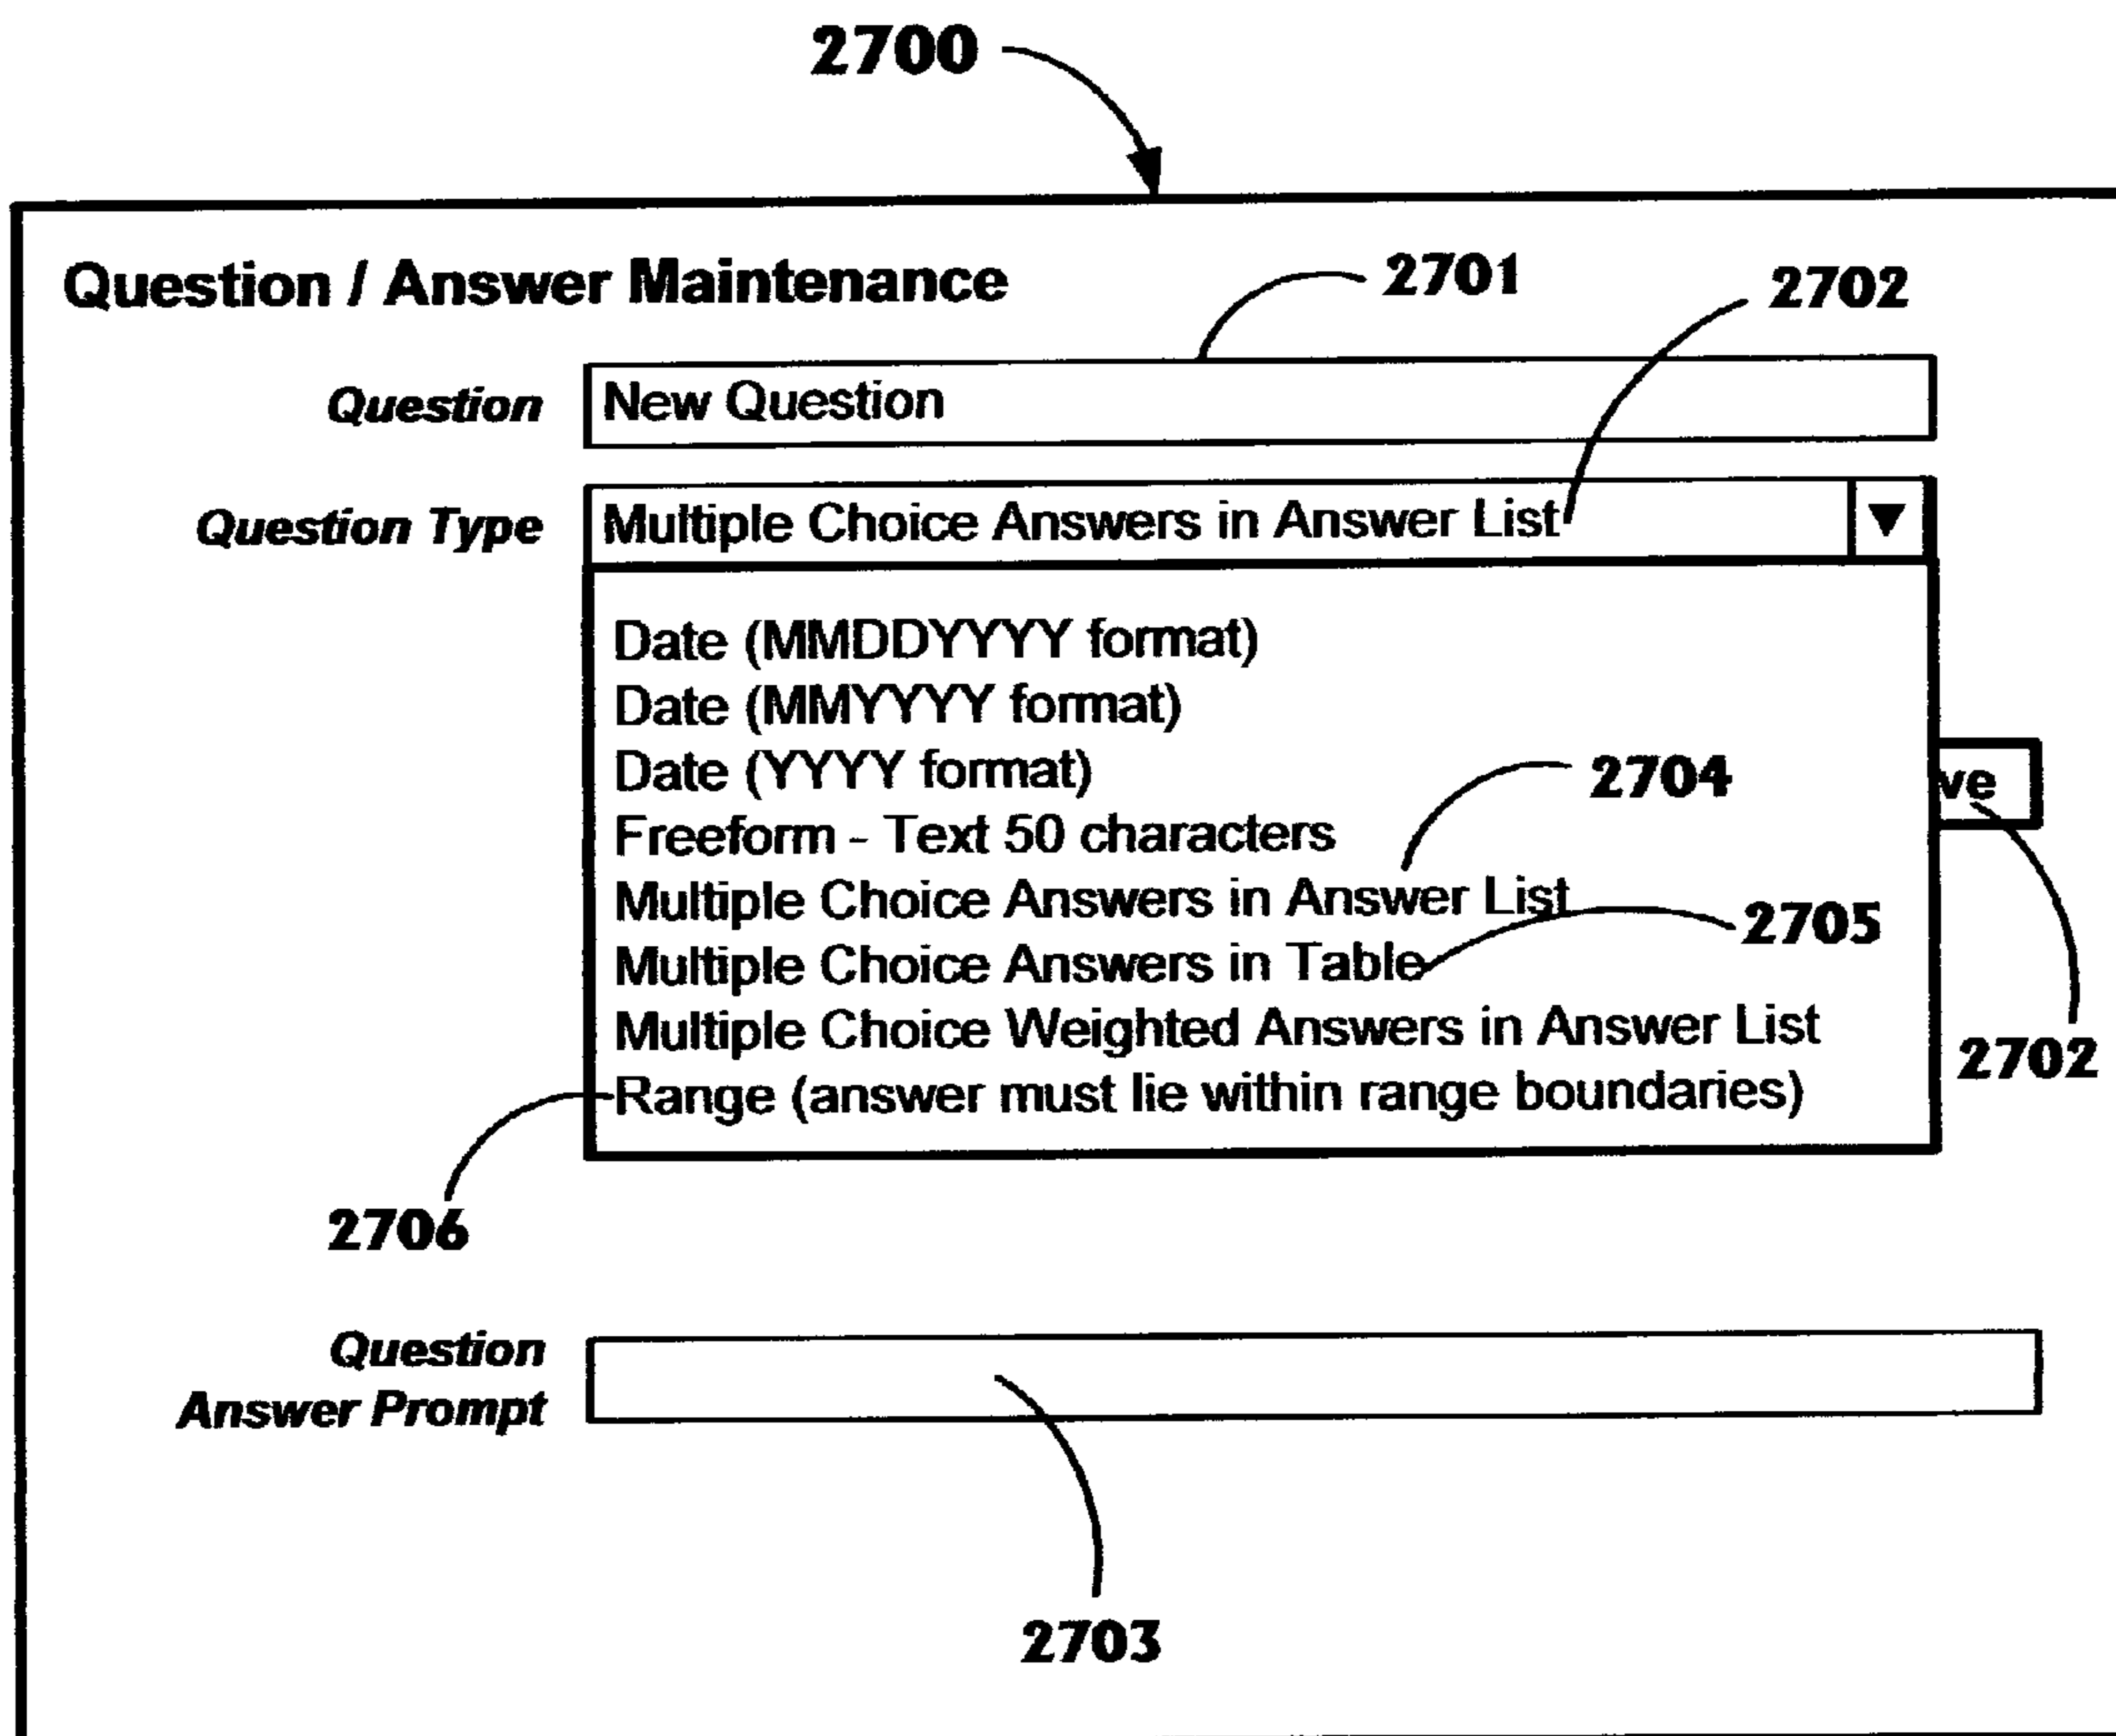 2700
Question / Answer Maintenance
2701
2702
Question
New Question
Question Type
Multiple Choice Answers in Answer List
Date (MMDDYYYY format)
Date (MMYYYY format)
Date (YYYY format)
2704
ve
Freeform - Text 50 characters
Multiple Choice Answers in Answer List
2705
Multiple Choice Answers in Table
Multiple Choice Weighted Answers in Answer List
2702
Range (answer must lie within range boundaries)
2706
Question
Answer Prompt
2703